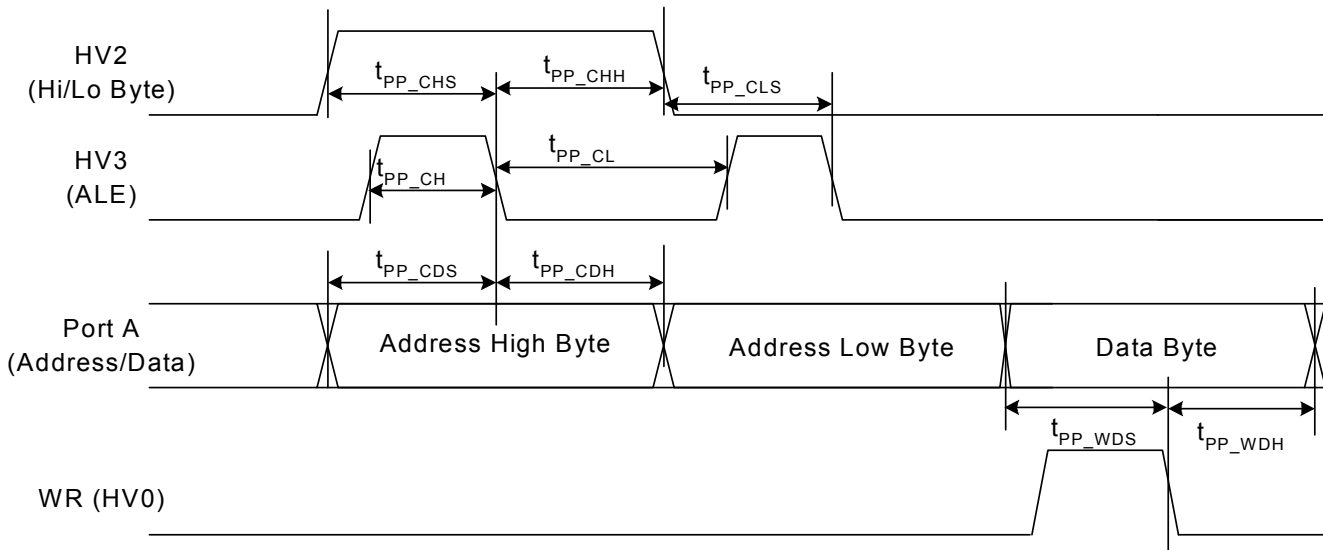 HV2
(Hi/Lo Byte)
tPP_CHS
tPP_CHH
tPP_CLS
HV3
(ALE)
tPP_CH
tPP_CL
tPP_CDS
tPP_CDH
Port A
(Address/Data)
Address High Byte
Address Low Byte
Data Byte
tPP_WDS
tPP_WDH
WR (HV0)